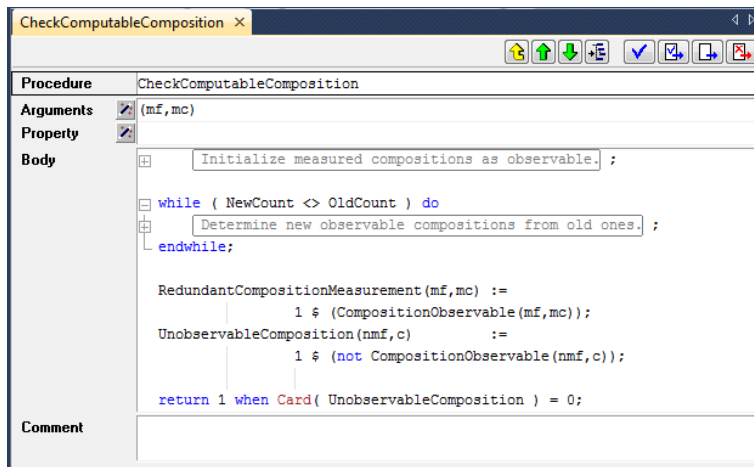 CheckComputableComposition ×
Procedure CheckComputableComposition
Arguments (mf,mc)
Property
Body Initialize measured compositions as observable. ;
while ( NewCount <> OldCount ) do
Determine new observable compositions from old ones. ;
endwhile;
RedundantCompositionMeasurement(mf,mc) :=
1 $ (CompositionObservable(mf,mc));
UnobservableComposition(nmf,c) :=
1 $ (not CompositionObservable(nmf,c));
return 1 when Card( UnobservableComposition ) = 0;
Comment